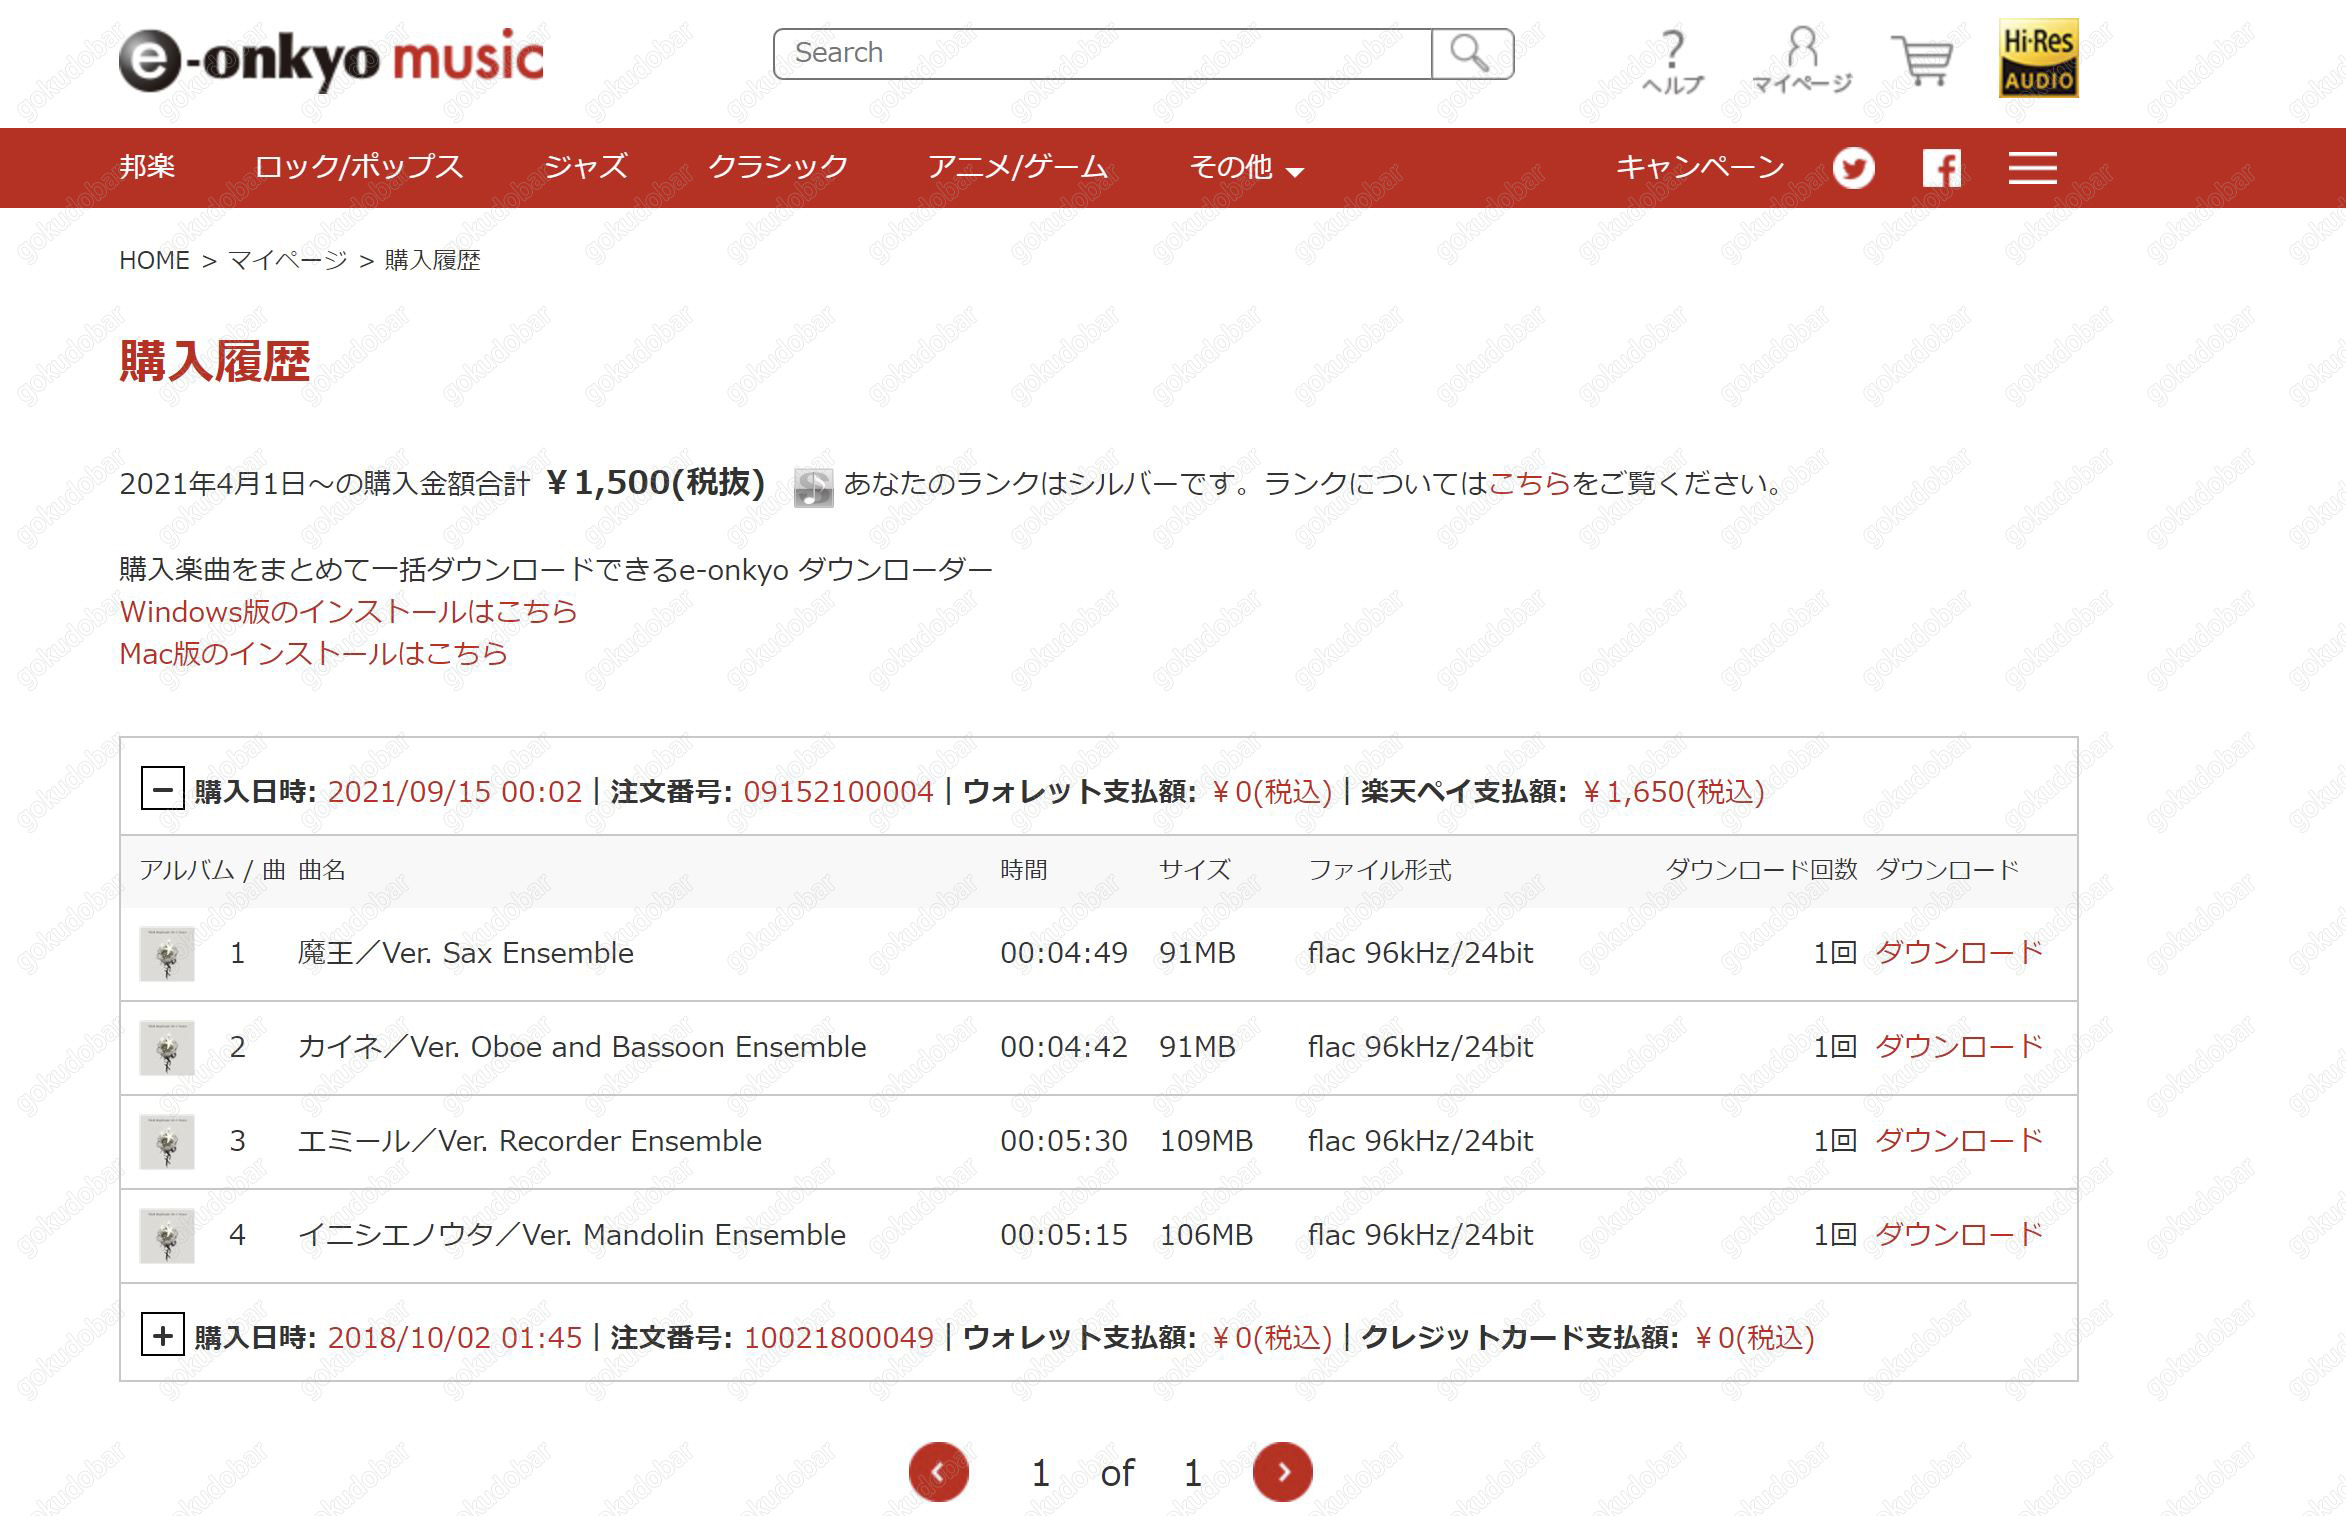 e-onkyo music
Search
ヘルプ
マイページ
Hi-Res
AUDIO
邦楽 ロック/ポップス ジャズ クラシック アニメ/ゲーム その他 キャンペーン
HOME > マイページ > 購入履歴
購入履歴
2021年4月1日～の購入金額合計 ￥1,500(税抜) あなたのランクはシルバーです。ランクについてはこちらをご覧ください。
購入楽曲をまとめて一括ダウンロードできるe-onkyo ダウンローダー
Windows版のインストールはこちら
Mac版のインストールはこちら
購入日時: 2021/09/15 00:02 | 注文番号: 09152100004 | ウォレット支払額: ￥0(税込) | 楽天ペイ支払額: ￥1,650(税込)
アルバム / 曲 曲名 時間 サイズ ファイル形式 ダウンロード回数 ダウンロード
1 魔王／Ver. Sax Ensemble 00:04:49 91MB flac 96kHz/24bit 1回 ダウンロード
2 カイネ／Ver. Oboe and Bassoon Ensemble 00:04:42 91MB flac 96kHz/24bit 1回 ダウンロード
3 エミール／Ver. Recorder Ensemble 00:05:30 109MB flac 96kHz/24bit 1回 ダウンロード
4 イニシエノウタ／Ver. Mandolin Ensemble 00:05:15 106MB flac 96kHz/24bit 1回 ダウンロード
購入日時: 2018/10/02 01:45 | 注文番号: 10021800049 | ウォレット支払額: ￥0(税込) | クレジットカード支払額: ￥0(税込)
1 of 1
gokudobar